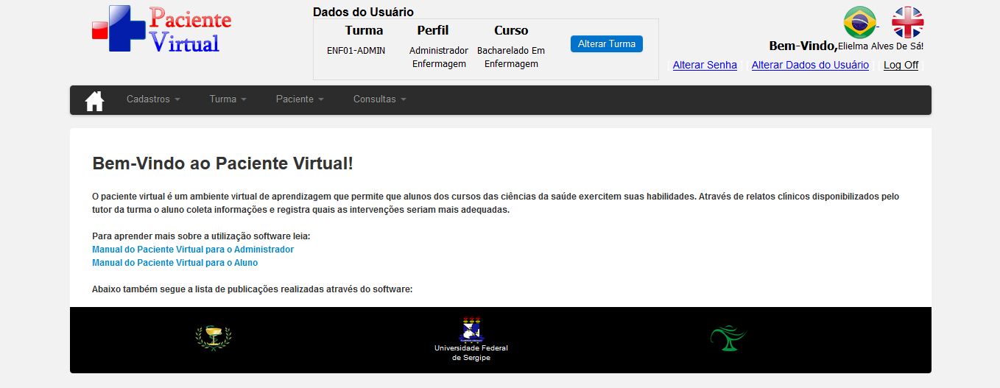 Paciente
Virtual
Dados do Usuário
Turma Perfil Curso
ENF01-ADMIN Administrador Enfermagem Bacharelado Em Enfermagem
Alterar Turma
Bem-Vindo,Elielma Alves De Sá!
Alterar Senha Alterar Dados do Usuário Log Off
Cadastros Turma Paciente Consultas
Bem-Vindo ao Paciente Virtual!
O paciente virtual é um ambiente virtual de aprendizagem que permite que alunos dos cursos das ciências da saúde exercitem suas habilidades. Através de relatos clínicos disponibilizados pelo
tutor da turma o aluno coleta informações e registra quais as intervenções seriam mais adequadas.
Para aprender mais sobre a utilização software leia:
Manual do Paciente Virtual para o Administrador
Manual do Paciente Virtual para o Aluno
Abaixo também segue a lista de publicações realizadas através do software:
Universidade Federal
de Sergipe